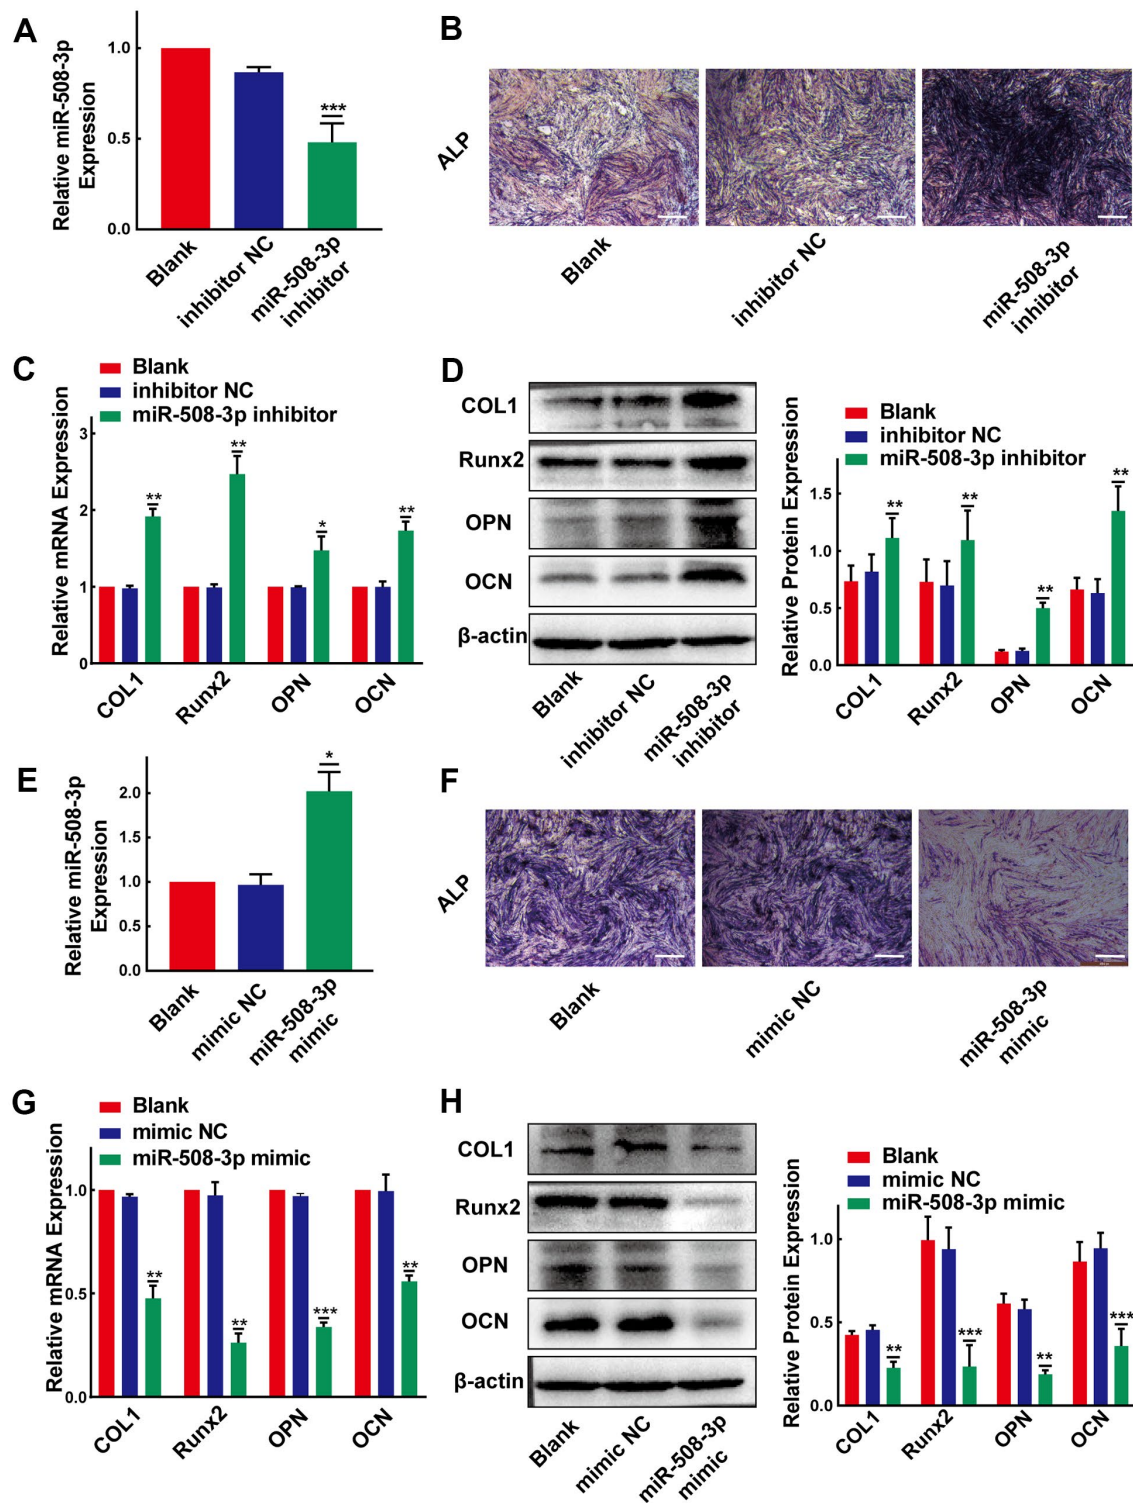 A
Relative miR-508-3p
Expression
1.0
0.5
0.0
***
Blank
inhibitor NC
miR-508-3p
inhibitor
B
ALP
Blank
inhibitor NC
miR-508-3p
inhibitor
C
Blank
inhibitor NC
miR-508-3p inhibitor
Relative mRNA Expression
3
2
1
0
**
**
*
**
COL1
Runx2
OPN
OCN
D
COL1
Runx2
OPN
OCN
β-actin
Blank
inhibitor NC
miR-508-3p
inhibitor
Blank
inhibitor NC
miR-508-3p inhibitor
Relative Protein Expression
1.5
1.0
0.5
0.0
**
**
**
**
COL1
Runx2
OPN
OCN
E
Relative miR-508-3p
Expression
2.0
1.5
1.0
0.5
0.0
*
Blank
mimic NC
miR-508-3p
mimic
F
ALP
Blank
mimic NC
miR-508-3p
mimic
G
Blank
mimic NC
miR-508-3p mimic
Relative mRNA Expression
1.0
0.5
0.0
**
**
***
**
COL1
Runx2
OPN
OCN
H
COL1
Runx2
OPN
OCN
β-actin
Blank
mimic NC
miR-508-3p
mimic
Blank
mimic NC
miR-508-3p mimic
Relative Protein Expression
1.0
0.5
0.0
**
***
**
***
COL1
Runx2
OPN
OCN